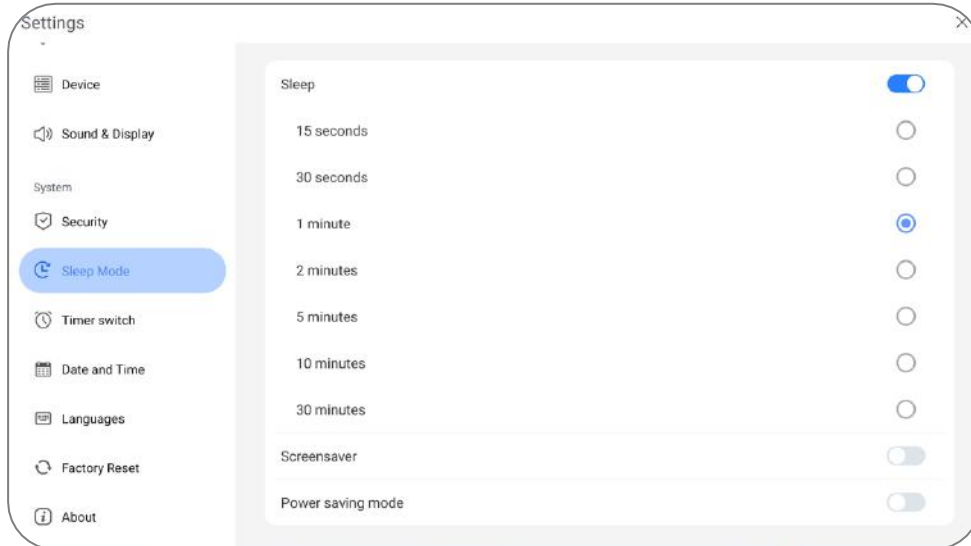 Settings
Device
Sound & Display
System
Security
Sleep Mode
Timer switch
Date and Time
Languages
Factory Reset
About
Sleep
15 seconds
30 seconds
1 minute
2 minutes
5 minutes
10 minutes
30 minutes
Screensaver
Power saving mode